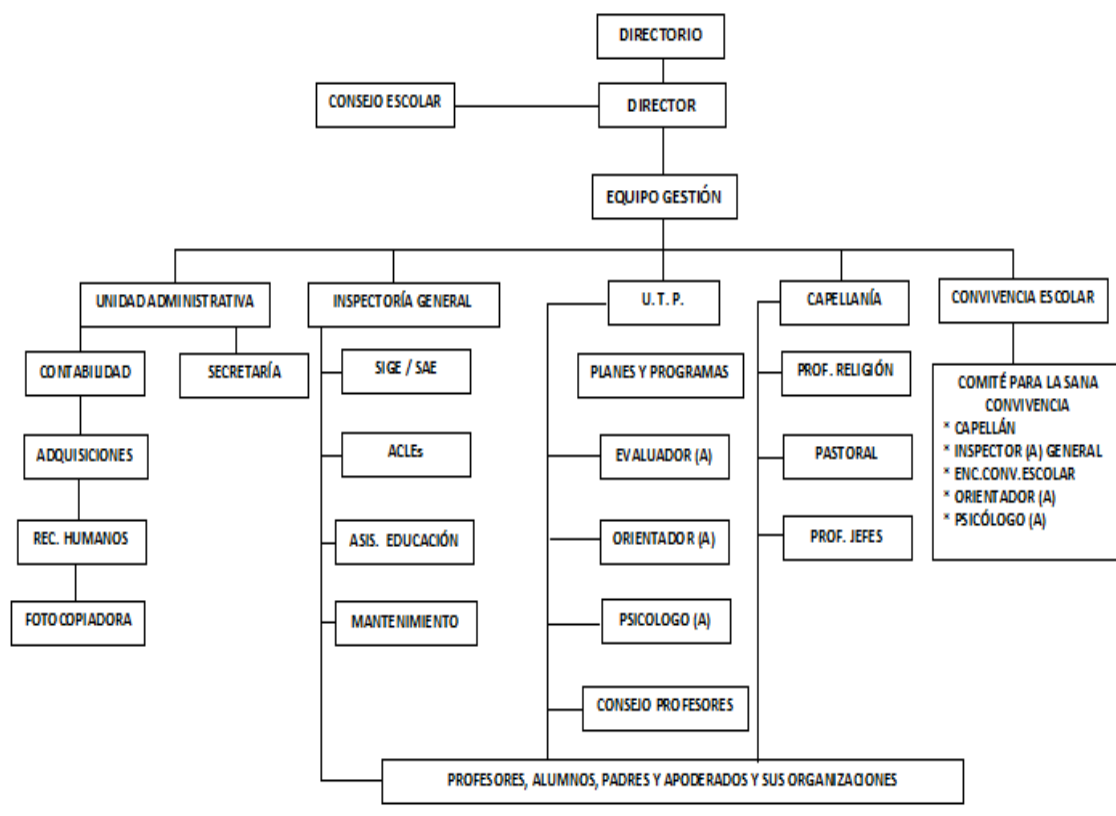 DIRECTORIO
CONSEJO ESCOLAR
DIRECTOR
EQUIPO GESTIÓN
UNIDAD ADMINISTRATIVA
INSPECTORÍA GENERAL
U. T. P.
CAPELLANÍA
CONVIVENCIA ESCOLAR
CONTABILIDAD
SECRETARÍA
SIGE / SAE
PLANES Y PROGRAMAS
PROF. RELIGIÓN
COMITÉ PARA LA SANA
CONVIVENCIA
* CAPELLÁN
* INSPECTOR (A) GENERAL
* ENC.CONV.ESCOLAR
* ORIENTADOR (A)
* PSICÓLOGO (A)
ADQUISICIONES
ACLEs
EVALUADOR (A)
PASTORAL
REC. HUMANOS
ASIS. EDUCACIÓN
ORIENTADOR (A)
PROF. JEFES
FOTOCOPIADORA
MANTENIMIENTO
PSICOLOGO (A)
CONSEJO PROFESORES
PROFESORES, ALUMNOS, PADRES Y APODERADOS Y SUS ORGANIZACIONES